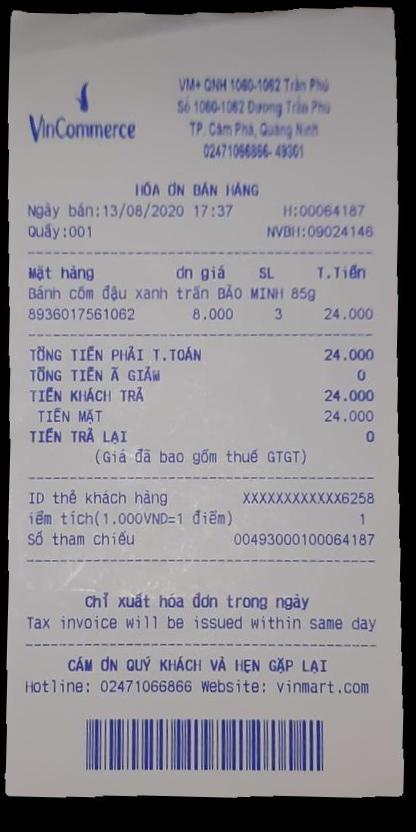 VinCommerce
VM+ QNH 1060-1062 Trần Phú
Số 1060-1062 Đường Trần Phú
TP. Cẩm Phả, Quảng Ninh
02471066866- 49301
HÓA ƠN BÁN HÀNG
Ngày bán:13/08/2020 17:37 H:00064187
Quầy:001 NVBH:09024146
Mặt hàng ơn giá SL T.Tiền
Bánh cốm đậu xanh trần BẢO MINH 85g
8936017561062 8.000 3 24.000
TỔNG TIỀN PHẢI T.TOÁN 24.000
TỔNG TIỀN Ã GIẢM 0
TIỀN KHÁCH TRẢ 24.000
TIỀN MẶT 24.000
TIỀN TRẢ LẠI 0
(Giá đã bao gồm thuế GTGT)
ID thẻ khách hàng XXXXXXXXXXXX6258
iểm tích(1.000VND=1 điểm) 1
Số tham chiếu 00493000100064187
Chỉ xuất hóa đơn trong ngày
Tax invoice will be issued within same day
CÁM ƠN QUÝ KHÁCH VÀ HẸN GẶP LẠI
Hotline: 02471066866 Website: vinmart.com